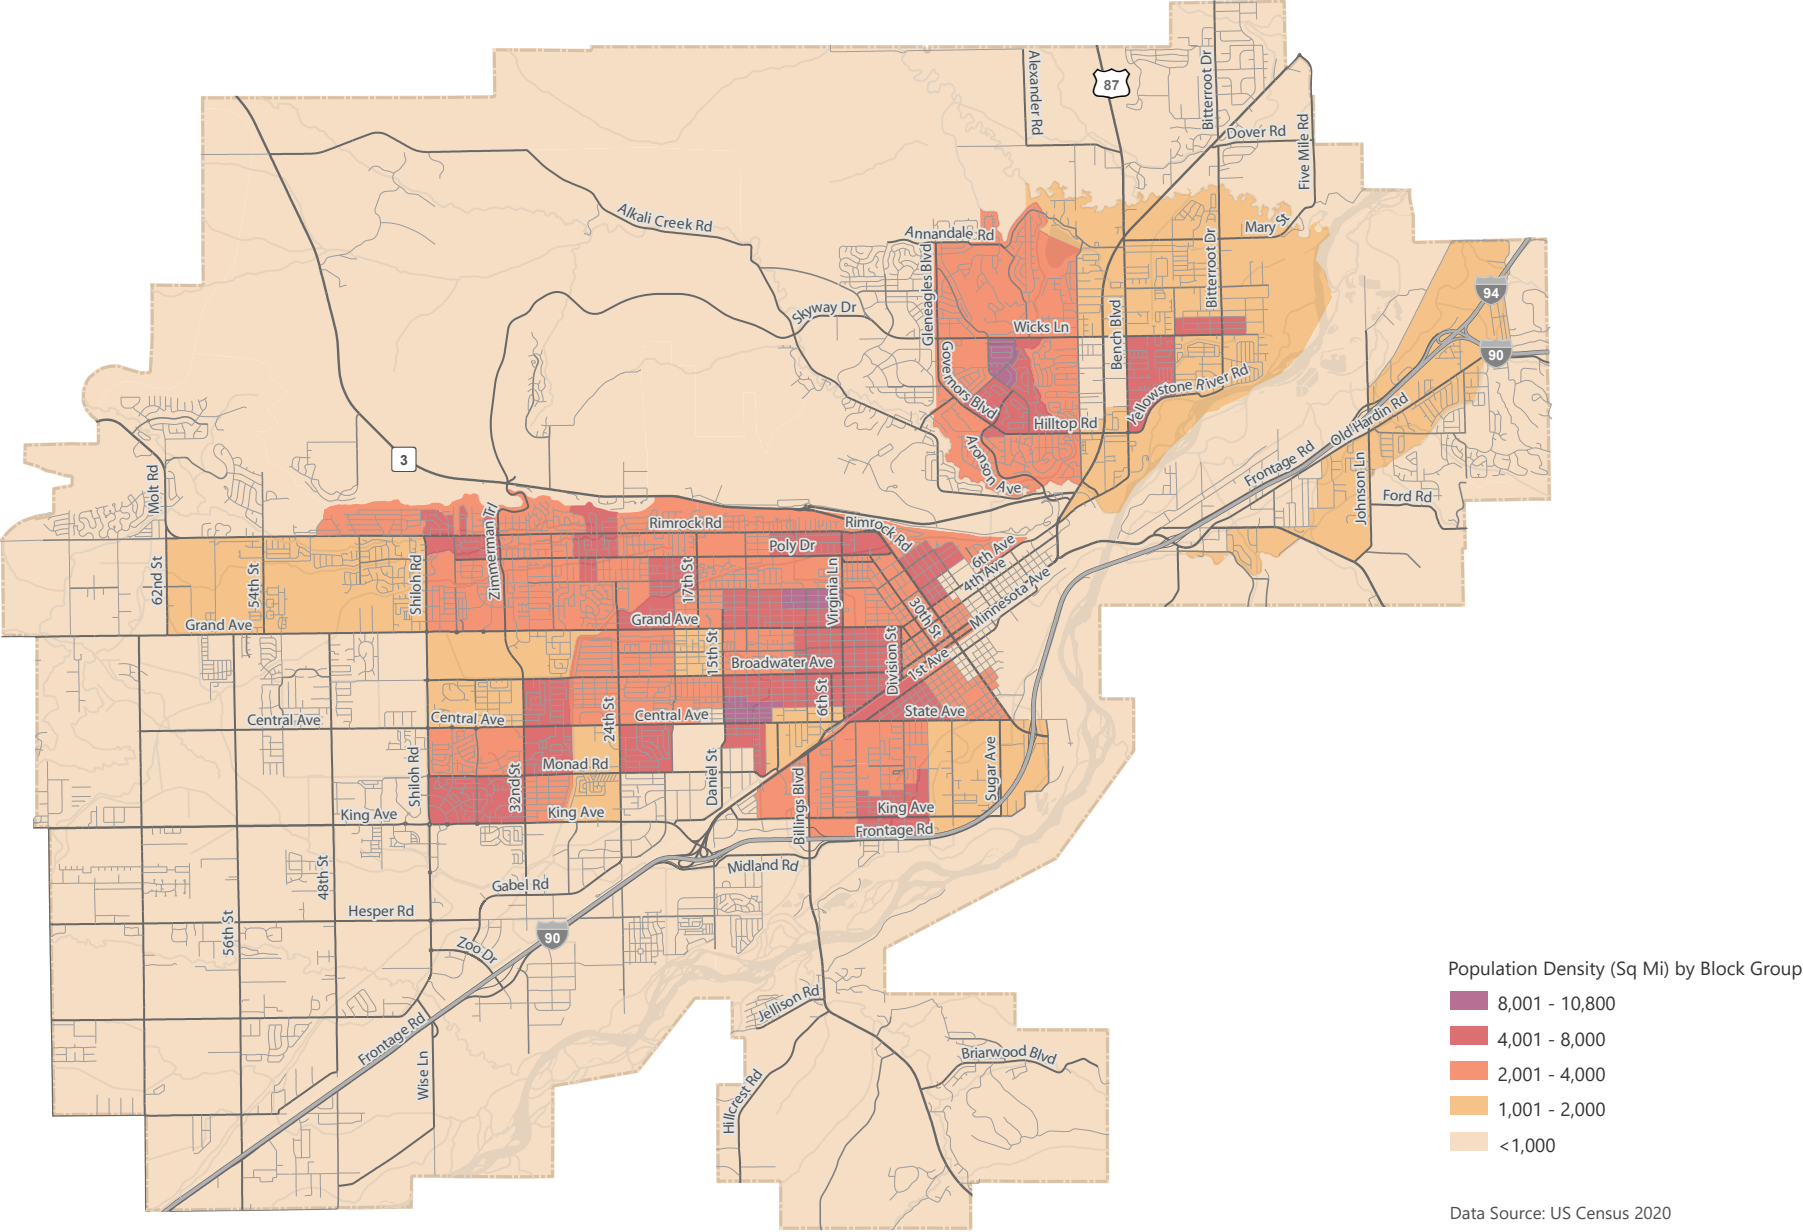 Alexander Rd
87
Bitterroot Dr
Dover Rd
Five Mile Rd
Alkali Creek Rd
Annandale Rd
Mary St
Gleneagles Blvd
Bitterroot Dr
94
Skyway Dr
Wicks Ln
Bench Blvd
90
Governors Blvd
Yellowstone River Rd
Hilltop Rd
Old Hardin Rd
3
Aronson Ave
Frontage Rd
Johnson Ln
Ford Rd
Molt Rd
Zimmerman Trl
Rimrock Rd
Rimrock Rd
Poly Dr
6th Ave
4th Ave
Minnesota Ave
62nd St
54th St
Shiloh Rd
17th St
Virginia Ln
30th St
Grand Ave
Grand Ave
15th St
Broadwater Ave
Division St
1st Ave
6th St
Central Ave
Central Ave
24th St
Central Ave
State Ave
Shiloh Rd
32nd St
Monad Rd
Daniel St
Billings Blvd
Sugar Ave
King Ave
King Ave
King Ave
Frontage Rd
Midland Rd
48th St
Gabel Rd
Hesper Rd
56th St
Zoo Dr
90
Jellison Rd
Frontage Rd
Wise Ln
Hillcrest Rd
Briarwood Blvd
Population Density (Sq Mi) by Block Group
8,001 - 10,800
4,001 - 8,000
2,001 - 4,000
1,001 - 2,000
<1,000
Data Source: US Census 2020